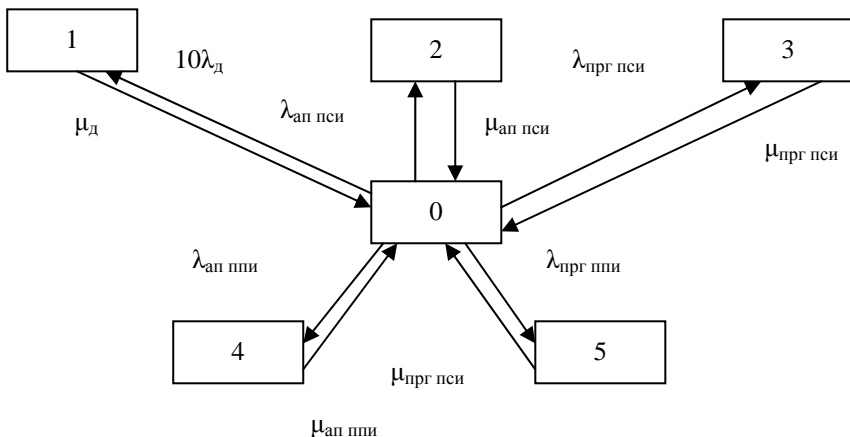 1
2
3
10λд
λпрг пси
λап пси
μд
μап пси
μпрг пси
0
λап ппи
λпрг ппи
4
5
μпрг пси
μап ппи